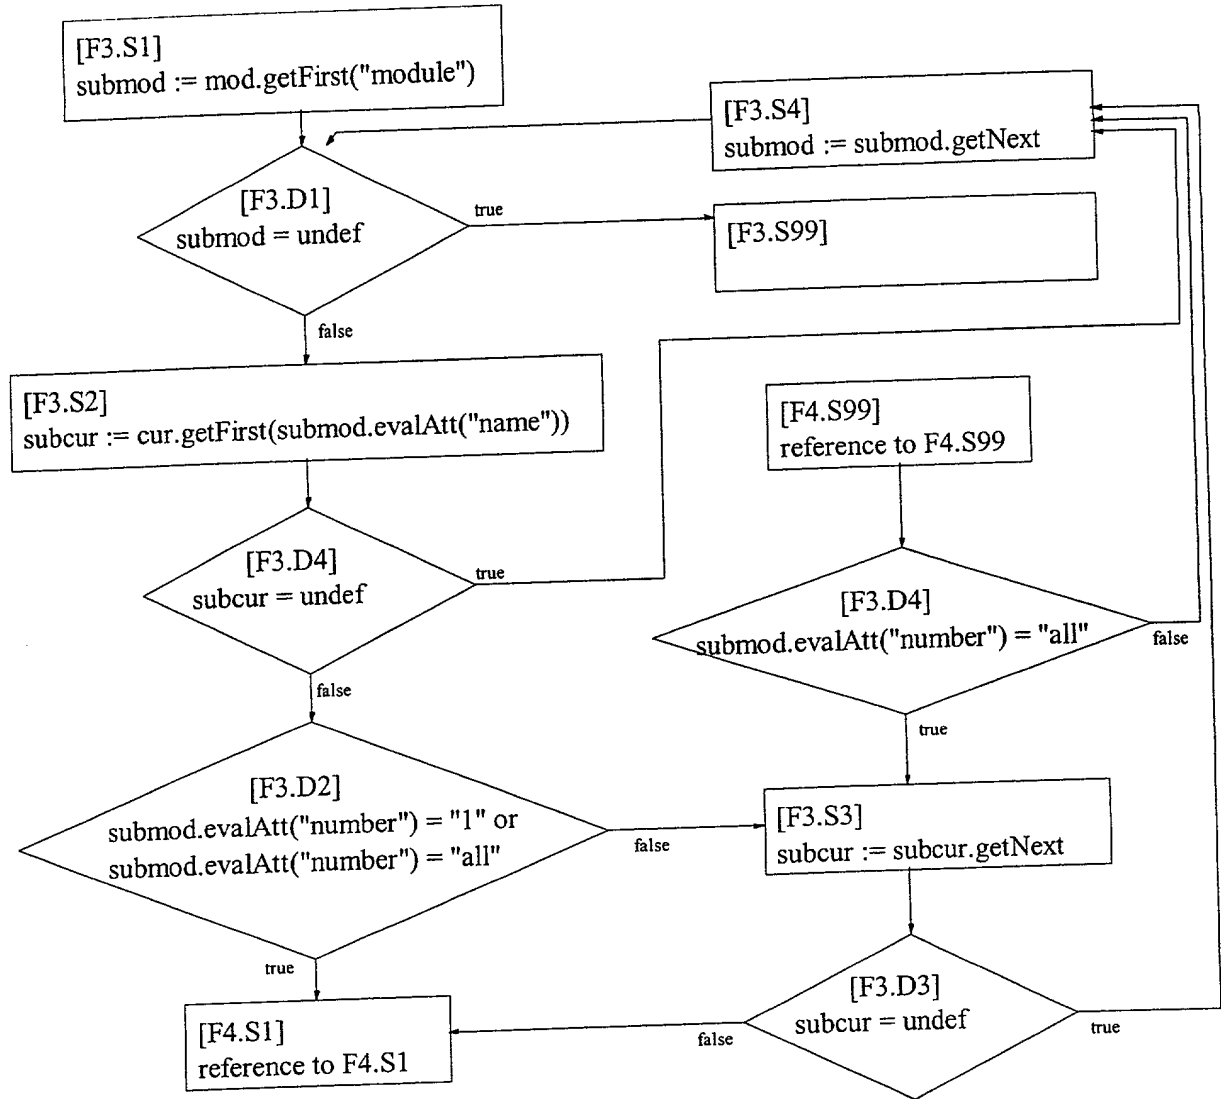 [F3.S1]
submod := mod.getFirst("module")
[F3.S4]
submod := submod.getNext
[F3.D1]
submod = undef
true
[F3.S99]
false
[F3.S2]
subcur := cur.getFirst(submod.evalAtt("name"))
[F4.S99]
reference to F4.S99
[F3.D4]
subcur = undef
true
[F3.D4]
submod.evalAtt("number") = "all"
false
false
true
[F3.D2]
submod.evalAtt("number") = "1" or
submod.evalAtt("number") = "all"
false
[F3.S3]
subcur := subcur.getNext
true
[F3.D3]
subcur = undef
false
true
[F4.S1]
reference to F4.S1